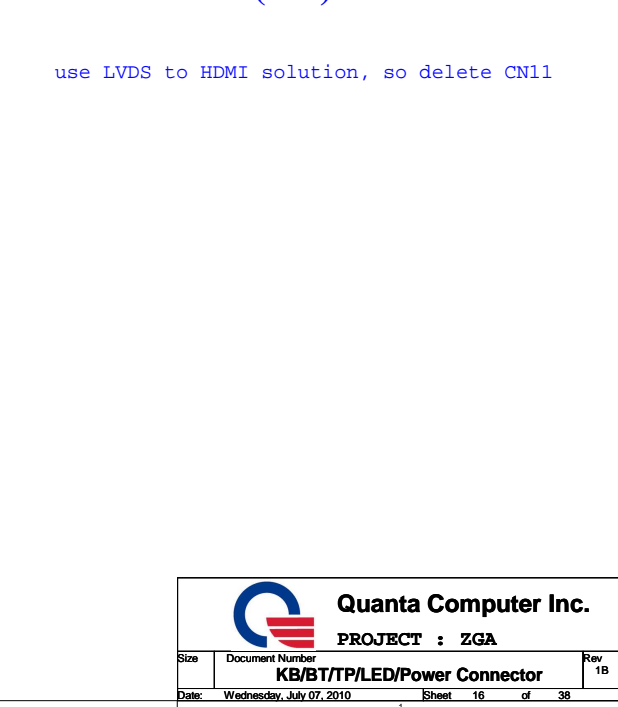 use LVDS to HDMI solution, so delete CN11
Quanta Computer Inc.
PROJECT : ZGA
Size Document Number Rev
KB/BT/TP/LED/Power Connector 1B
Date: Wednesday, July 07, 2010 Sheet 16 of 38